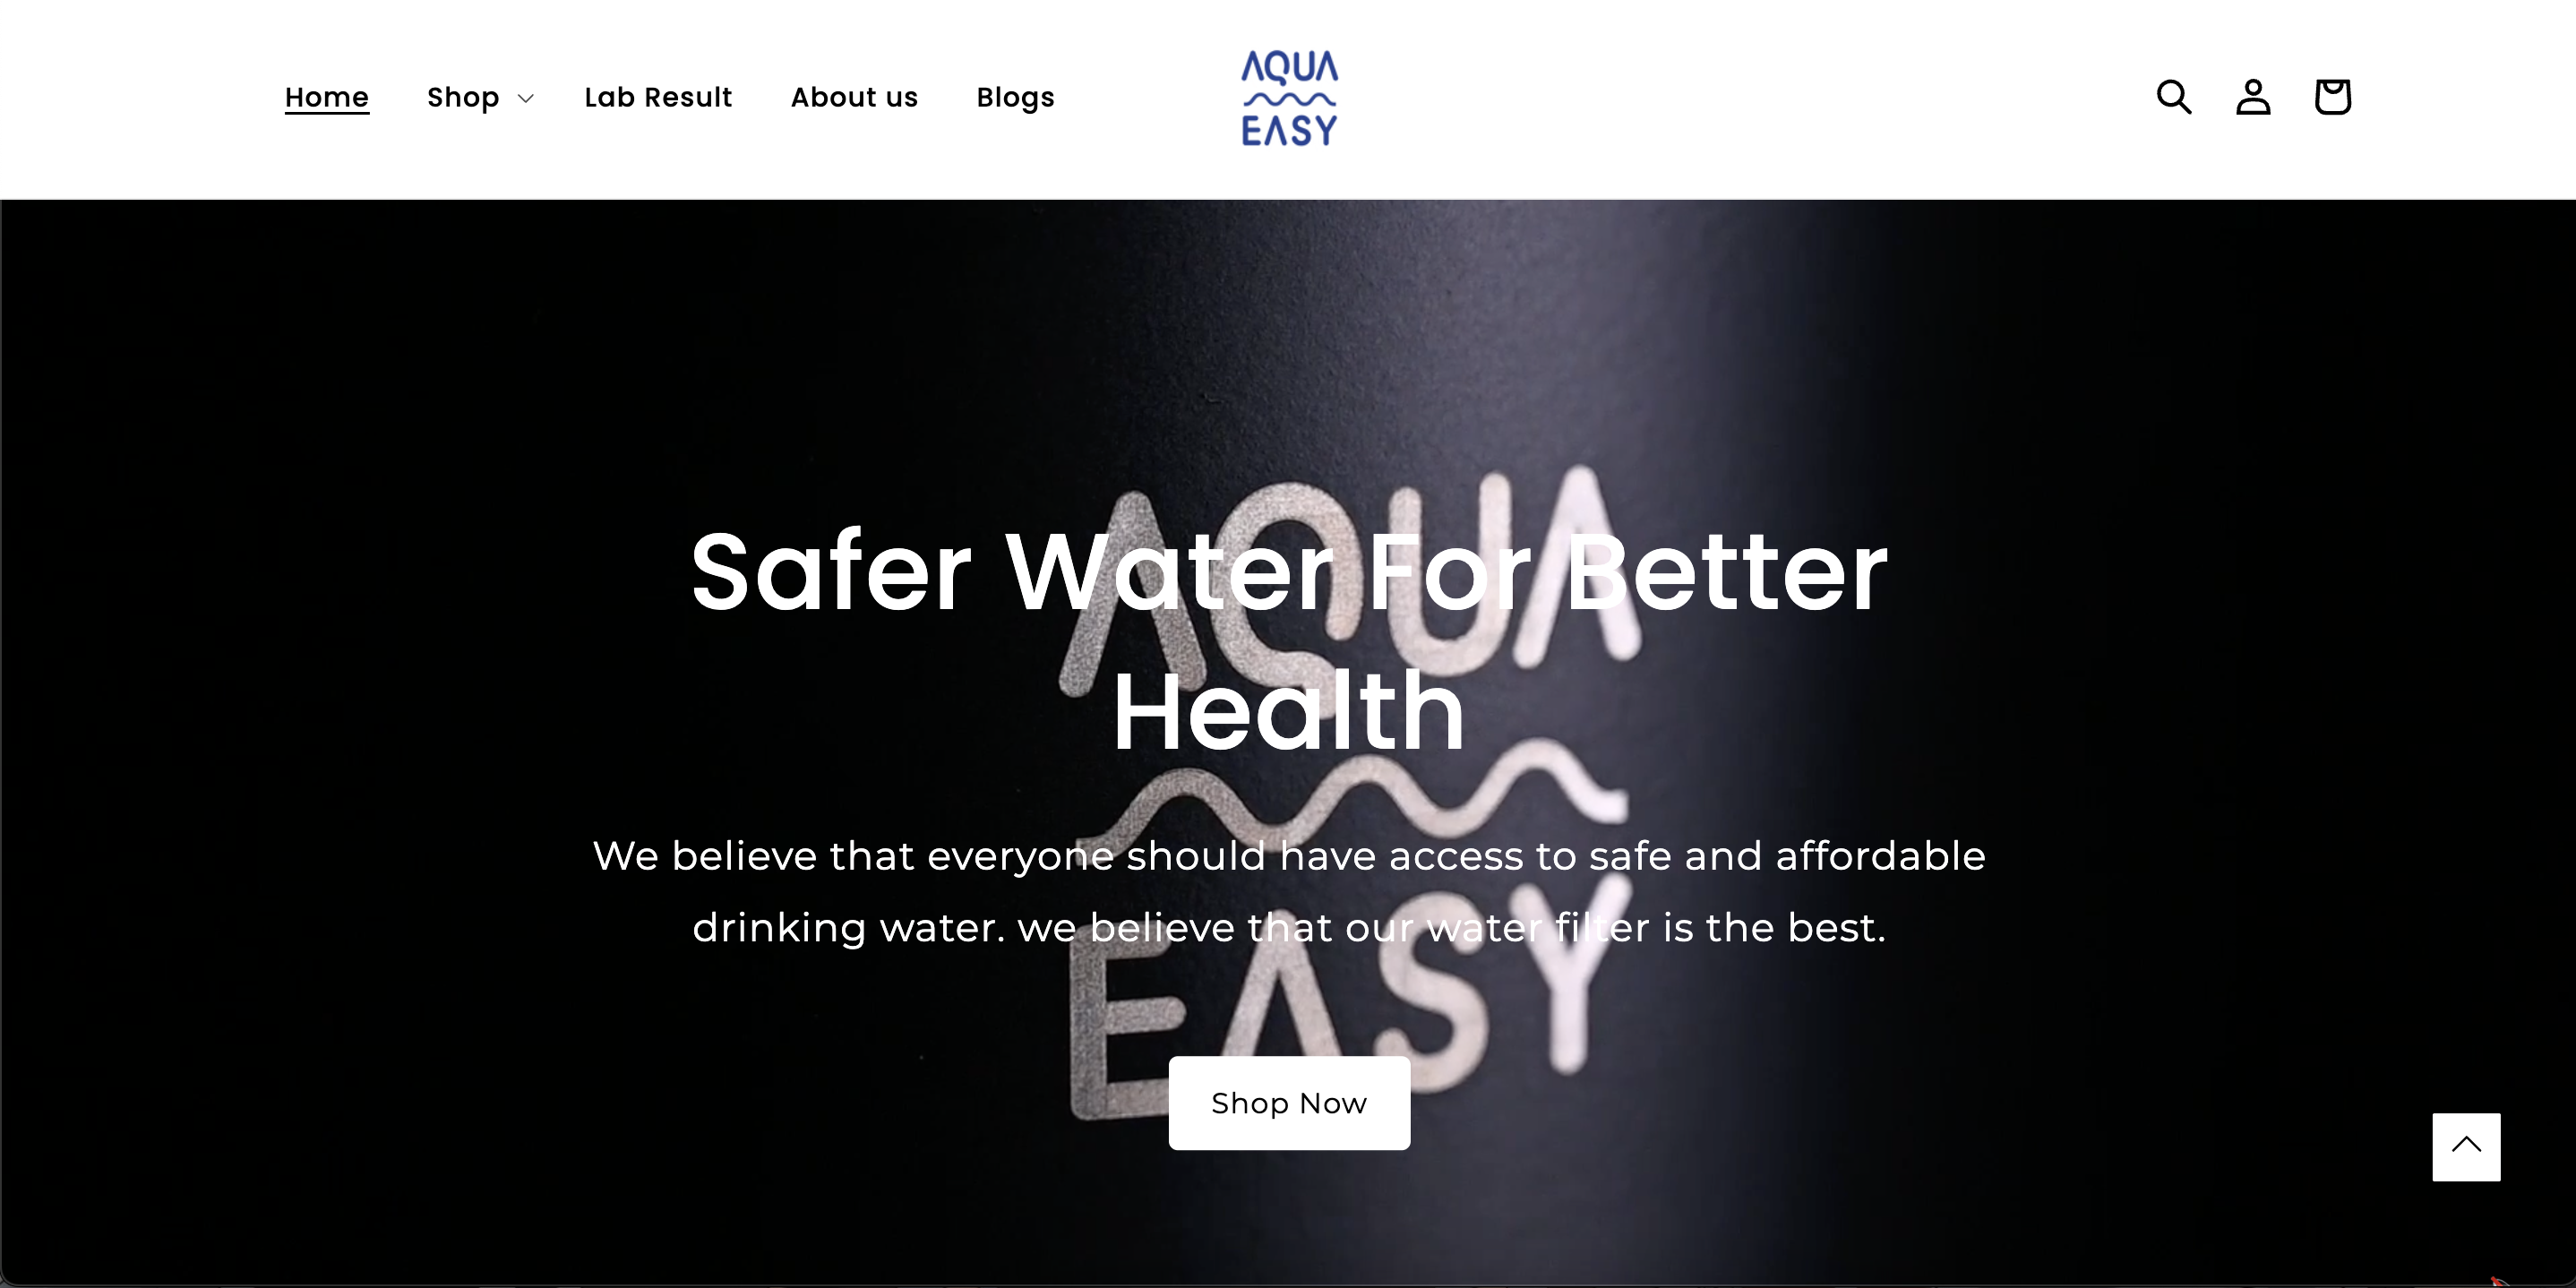 Home Shop Lab Result About us Blogs
AQUA
EASY
AQUA
Safer Water For Better
Health
We believe that everyone should have access to safe and affordable
drinking water. we believe that our water filter is the best.
EASY
Shop Now